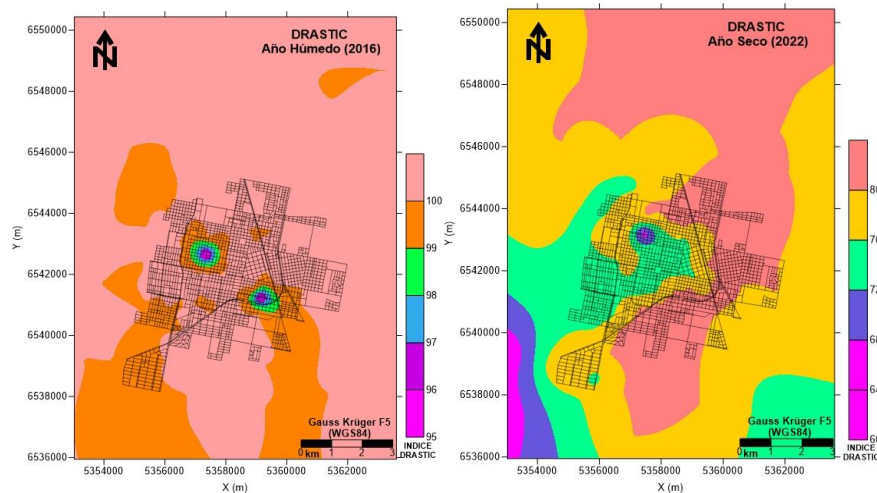 DRASTIC
Año Húmedo (2016)
N
6550000
6548000
6546000
6544000
6542000
6540000
6538000
6536000
Y (m)
5354000
5356000
5358000
5360000
5362000
X (m)
Gauss Krüger F5
(WGS84)
0
1
2
3
km
100
99
98
97
96
95
INDICE
DRASTIC
DRASTIC
Año Seco (2022)
N
6550000
6548000
6546000
6544000
6542000
6540000
6538000
6536000
Y (m)
5354000
5356000
5358000
5360000
5362000
X (m)
Gauss Krüger F5
(WGS84)
0
1
2
3
km
72
INDICE
DRASTIC